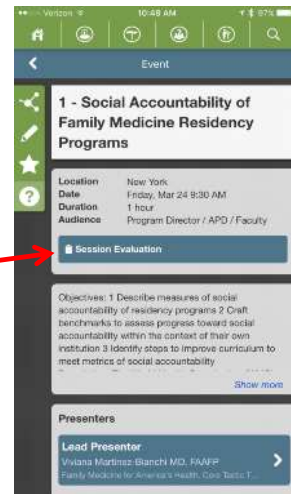 Verizon 10:49 AM 97%
Event
1 - Social Accountability of
Family Medicine Residency
Programs
Location New York
Date Friday, Mar 24 9:30 AM
Duration 1 hour
Audience Program Director / APD / Faculty
Session Evaluation
Objectives: 1 Describe measures of social
accountability of residency programs 2 Craft
benchmarks to assess progress toward social
accountability within the context of their own
institution 3 Identify steps to improve curriculum to
meet metrics of social accountability
Show more
Presenters
Lead Presenter
Viviana Martinez-Bianchi MD, FAAFP
Family Medicine for America's Health, Core Tactic T...